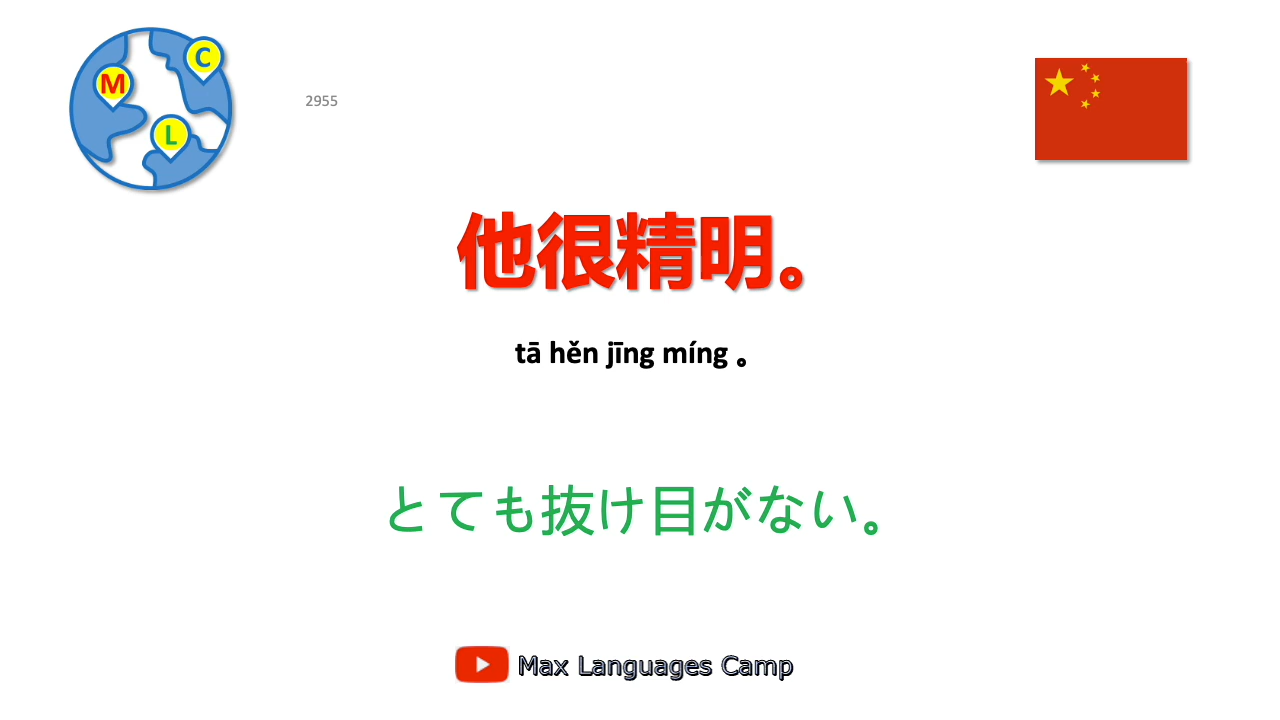 C
M
L
2955
他很精明。
tā hěn jīng míng 。
とても抜け目がない。
Max Languages Camp